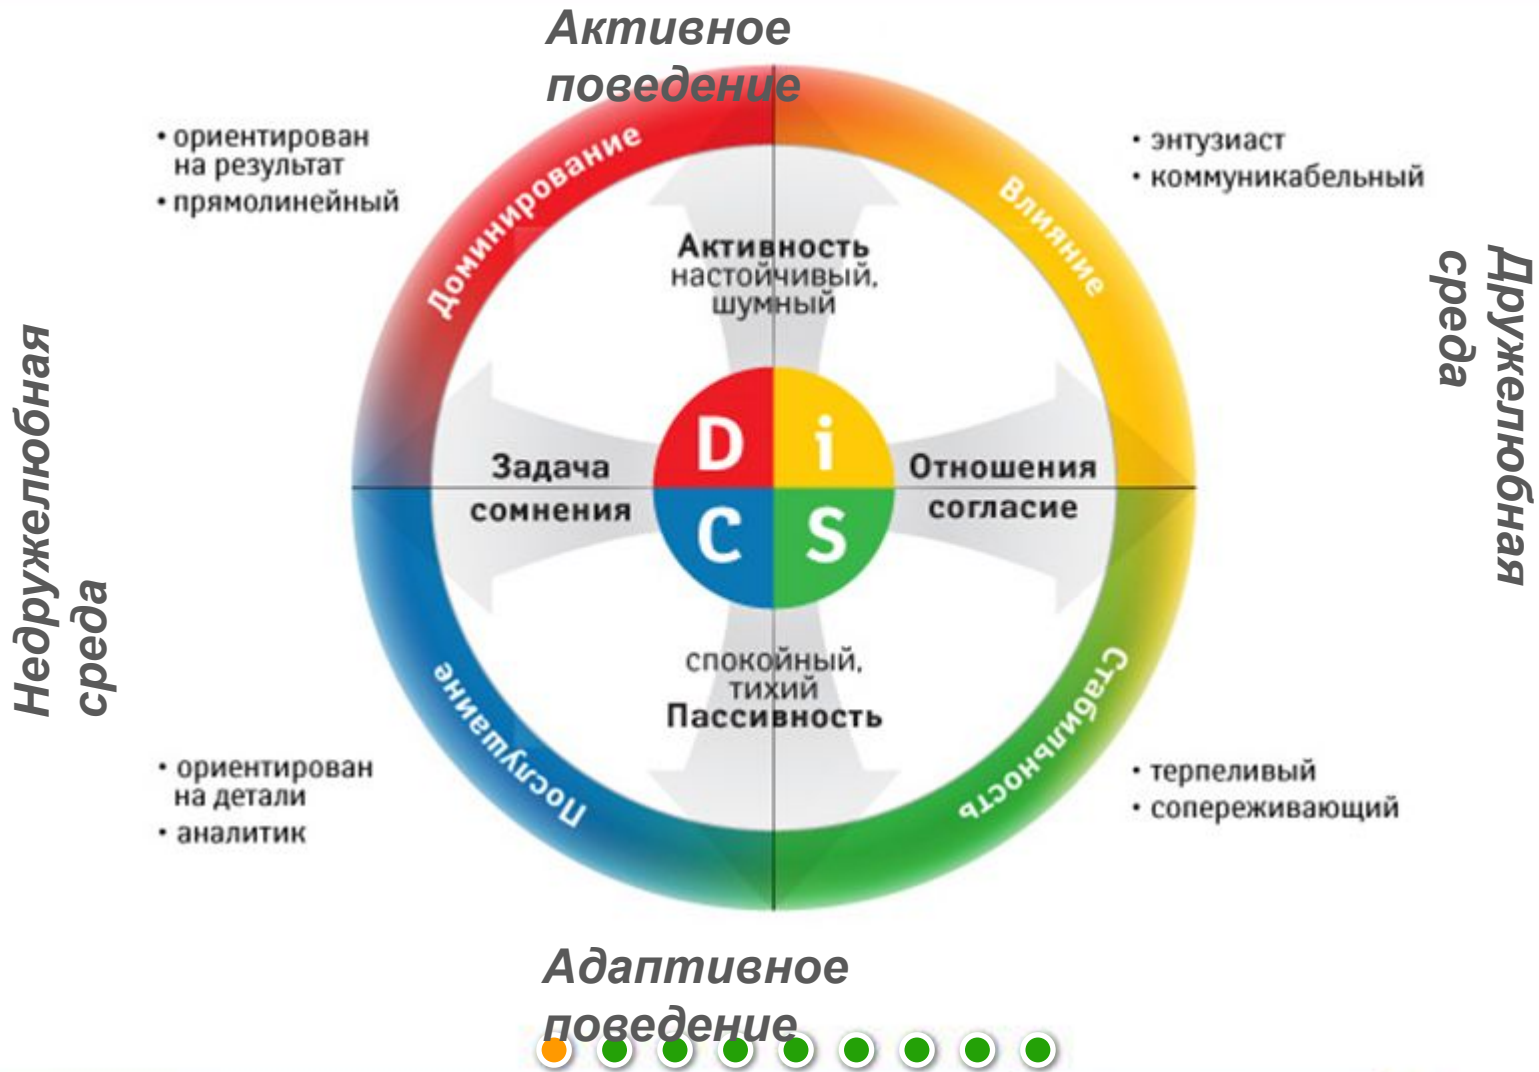 Активное
поведение
• ориентирован
на результат
• прямолинейный
Доминирование
Влияние
• энтузиаст
• коммуникабельный
Активность
настойчивый,
шумный
Недружелюбная
среда
Дружелюбная
среда
D i
Задача
сомнения
Отношения
согласие
C S
спокойный,
тихий
Пассивность
Послушание
Стабильность
• ориентирован
на детали
• аналитик
• терпеливый
• сопереживающий
Адаптивное
поведение